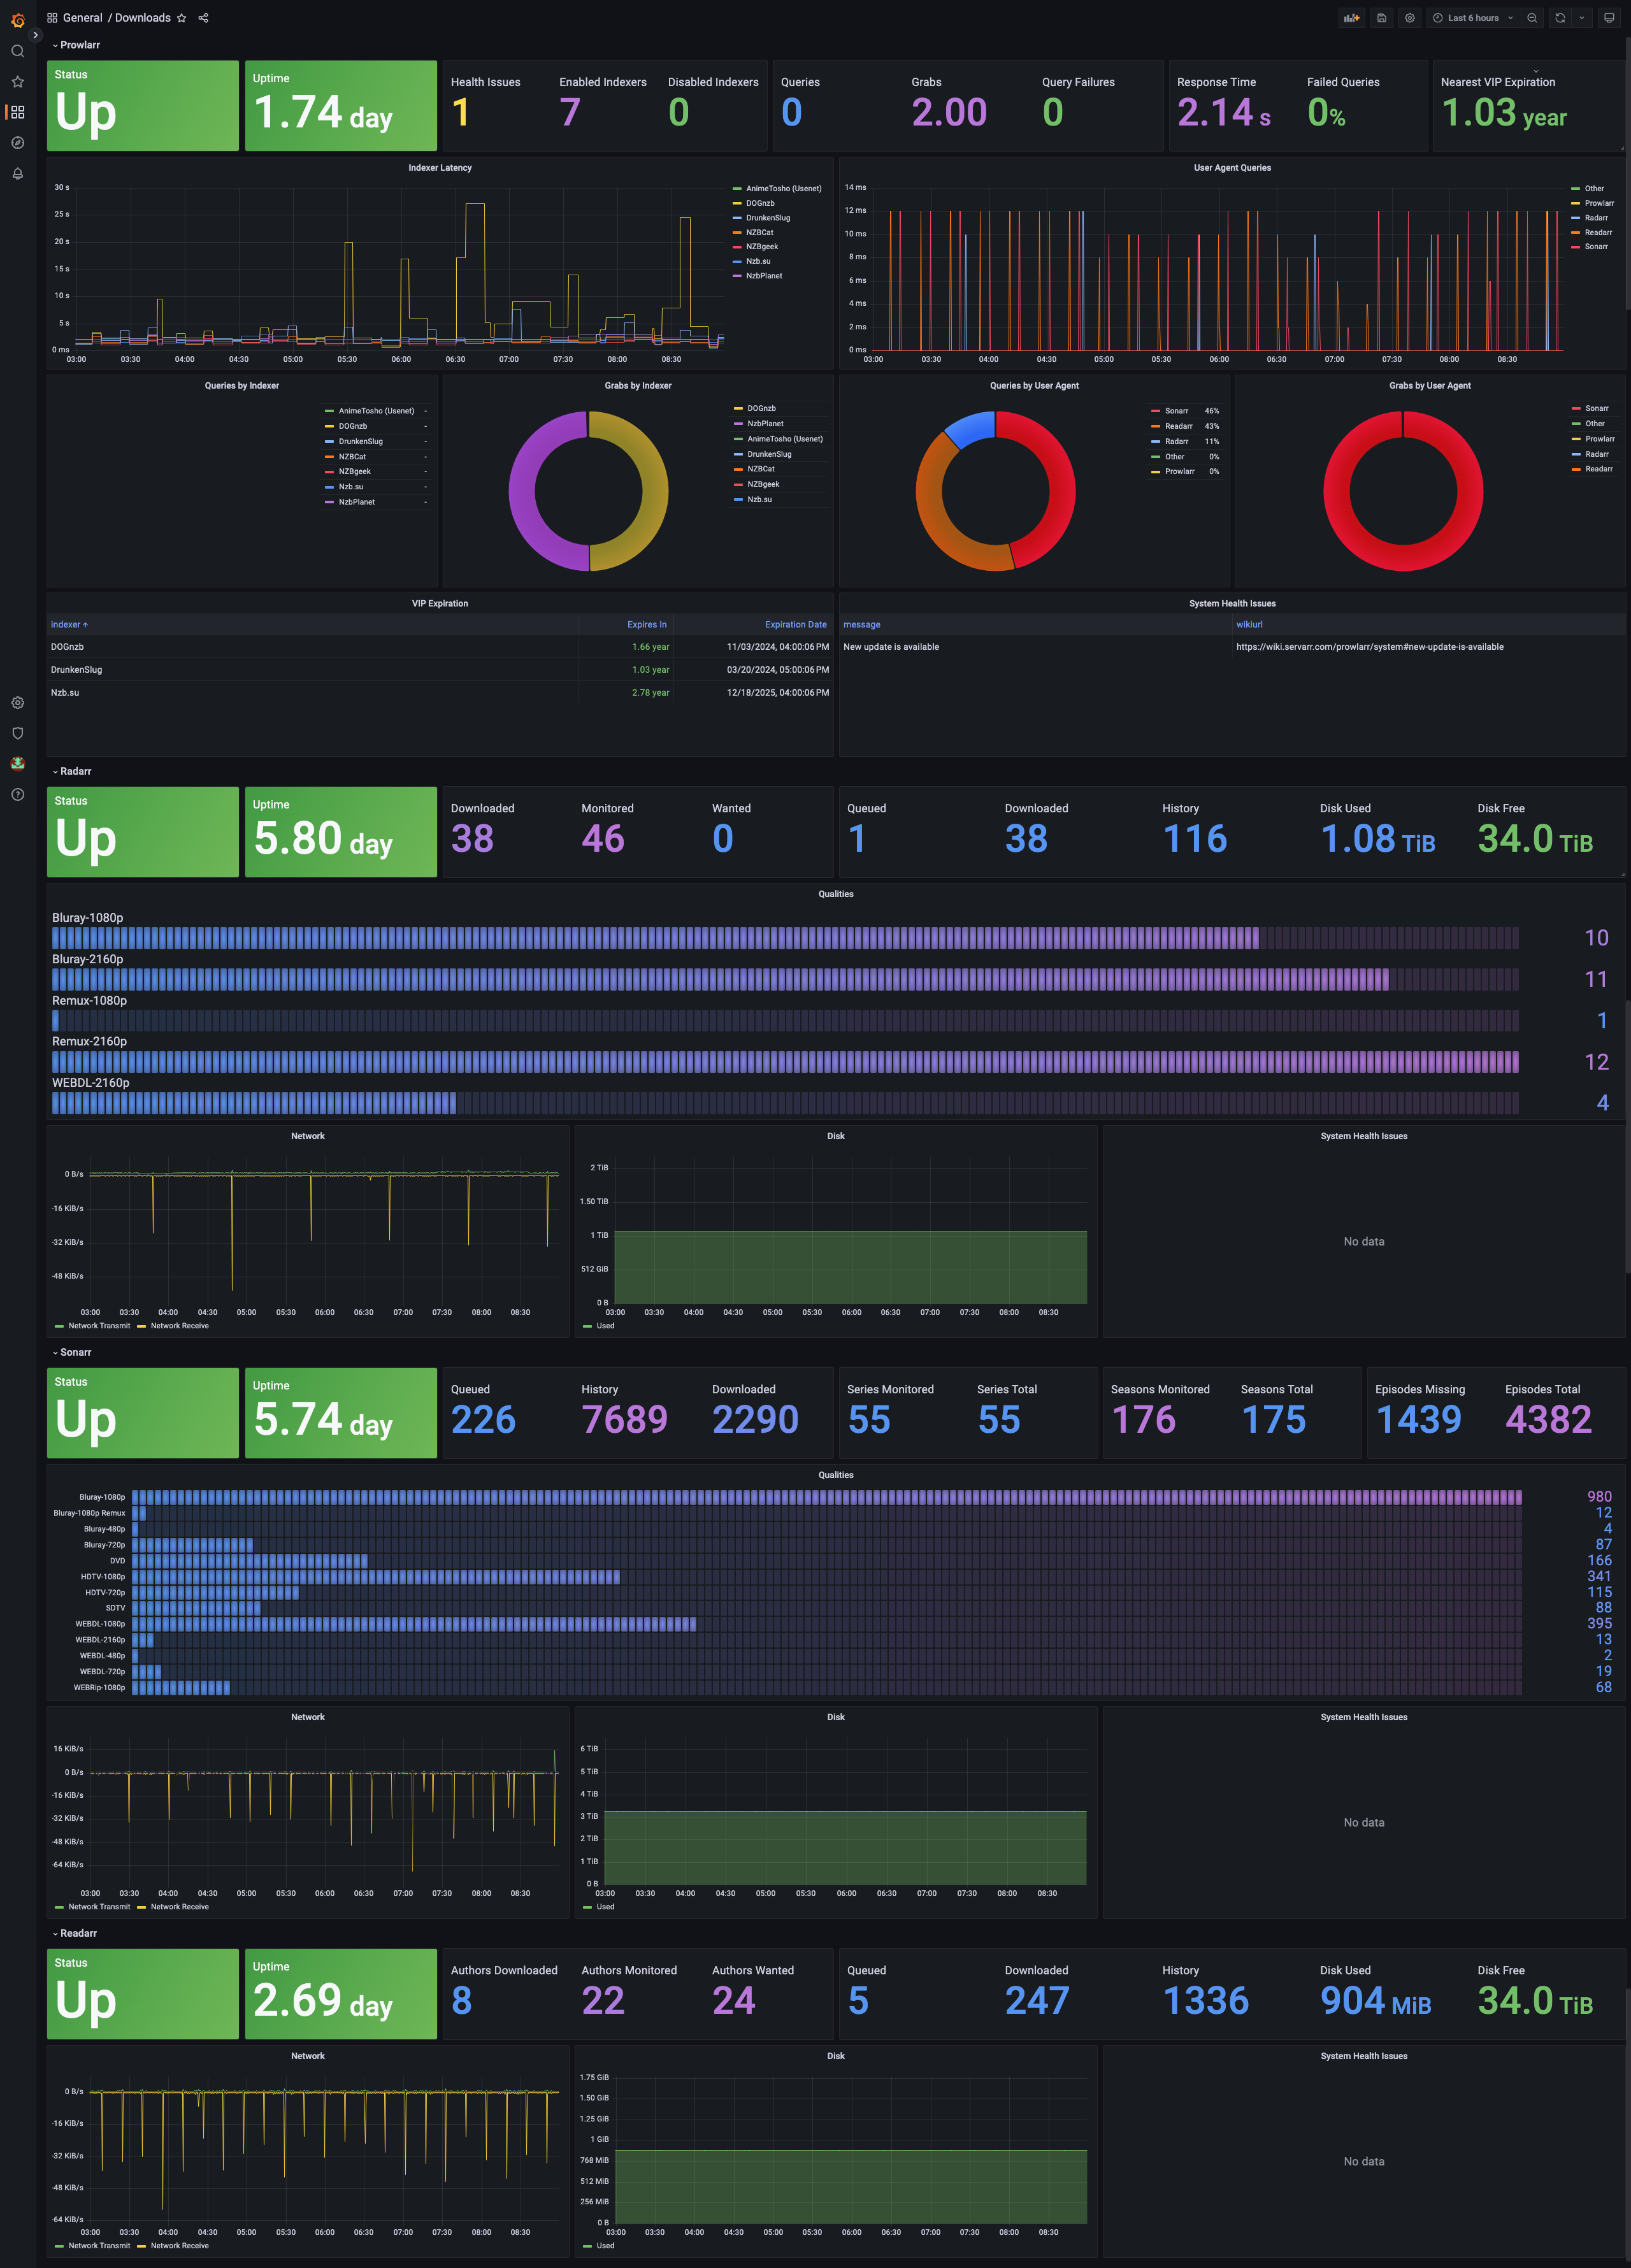 General / Downloads
Last 6 hours
Prowlarr
Status
Up
Uptime
1.74 day
Health Issues
1
Enabled Indexers
7
Disabled Indexers
0
Queries
0
Grabs
2.00
Query Failures
0
Response Time
2.14 s
Failed Queries
0%
Nearest VIP Expiration
1.03 year
Indexer Latency
30 s
25 s
20 s
15 s
10 s
5 s
0 ms
03:00 03:30 04:00 04:30 05:00 05:30 06:00 06:30 07:00 07:30 08:00 08:30
AnimeTosho (Usenet)
DOGnzb
DrunkenSlug
NZBCat
NZBgeek
Nzb.su
NzbPlanet
User Agent Queries
14 ms
12 ms
10 ms
8 ms
6 ms
4 ms
2 ms
0 ms
03:00 03:30 04:00 04:30 05:00 05:30 06:00 06:30 07:00 07:30 08:00 08:30
Other
Prowlarr
Radarr
Readarr
Sonarr
Queries by Indexer
AnimeTosho (Usenet) -
DOGnzb -
DrunkenSlug -
NZBCat -
NZBgeek -
Nzb.su -
NzbPlanet -
Grabs by Indexer
DOGnzb
NzbPlanet
AnimeTosho (Usenet)
DrunkenSlug
NZBCat
NZBgeek
Nzb.su
Queries by User Agent
Sonarr 46%
Readarr 43%
Radarr 11%
Other 0%
Prowlarr 0%
Grabs by User Agent
Sonarr
Other
Prowlarr
Radarr
Readarr
VIP Expiration
indexer Expires In Expiration Date
DOGnzb 1.66 year 11/03/2024, 04:00:06 PM
DrunkenSlug 1.03 year 03/20/2024, 05:00:06 PM
Nzb.su 2.78 year 12/18/2025, 04:00:06 PM
System Health Issues
message wikiurl
New update is available https://wiki.servarr.com/prowlarr/system#new-update-is-available
Radarr
Status
Up
Uptime
5.80 day
Downloaded
38
Monitored
46
Wanted
0
Queued
1
Downloaded
38
History
116
Disk Used
1.08 TiB
Disk Free
34.0 TiB
Qualities
Bluray-1080p
10
Bluray-2160p
11
Remux-1080p
1
Remux-2160p
12
WEBDL-2160p
4
Network
0 B/s
-16 KiB/s
-32 KiB/s
-48 KiB/s
03:00 03:30 04:00 04:30 05:00 05:30 06:00 06:30 07:00 07:30 08:00 08:30
Network Transmit Network Receive
Disk
2 TiB
1.50 TiB
1 TiB
512 GiB
0 B
03:00 03:30 04:00 04:30 05:00 05:30 06:00 06:30 07:00 07:30 08:00 08:30
Used
System Health Issues
No data
Sonarr
Status
Up
Uptime
5.74 day
Queued
226
History
7689
Downloaded
2290
Series Monitored
55
Series Total
55
Seasons Monitored
176
Seasons Total
175
Episodes Missing
1439
Episodes Total
4382
Qualities
Bluray-1080p 980
Bluray-1080p Remux 12
Bluray-480p 4
Bluray-720p 87
DVD 166
HDTV-1080p 341
HDTV-720p 115
SDTV 88
WEBDL-1080p 395
WEBDL-2160p 13
WEBDL-480p 2
WEBDL-720p 19
WEBRip-1080p 68
Network
16 KiB/s
0 B/s
-16 KiB/s
-32 KiB/s
-48 KiB/s
-64 KiB/s
03:00 03:30 04:00 04:30 05:00 05:30 06:00 06:30 07:00 07:30 08:00 08:30
Network Transmit Network Receive
Disk
6 TiB
5 TiB
4 TiB
3 TiB
2 TiB
1 TiB
0 B
03:00 03:30 04:00 04:30 05:00 05:30 06:00 06:30 07:00 07:30 08:00 08:30
Used
System Health Issues
No data
Readarr
Status
Up
Uptime
2.69 day
Authors Downloaded
8
Authors Monitored
22
Authors Wanted
24
Queued
5
Downloaded
247
History
1336
Disk Used
904 MiB
Disk Free
34.0 TiB
Network
0 B/s
-16 KiB/s
-32 KiB/s
-48 KiB/s
-64 KiB/s
03:00 03:30 04:00 04:30 05:00 05:30 06:00 06:30 07:00 07:30 08:00 08:30
Network Transmit Network Receive
Disk
1.75 GiB
1.50 GiB
1.25 GiB
1 GiB
768 MiB
512 MiB
256 MiB
0 B
03:00 03:30 04:00 04:30 05:00 05:30 06:00 06:30 07:00 07:30 08:00 08:30
Used
System Health Issues
No data